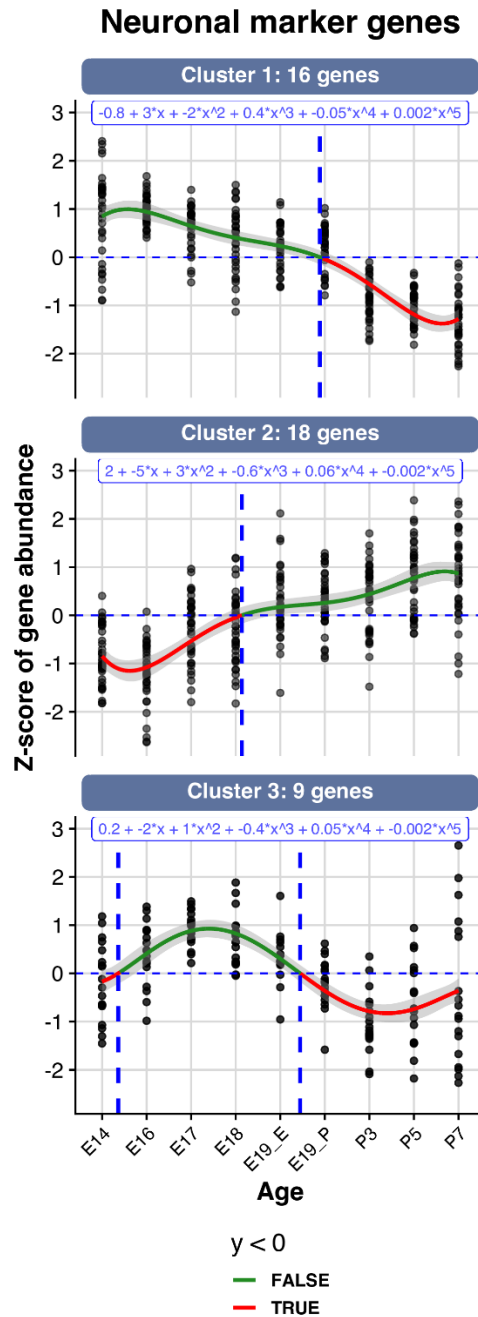 Neuronal marker genes
Cluster 1: 16 genes
-0.8 + 3*x + -2*x^2 + 0.4*x^3 + -0.05*x^4 + 0.002*x^5
3
2
1
0
-1
-2
Cluster 2: 18 genes
2 + -5*x + 3*x^2 + -0.6*x^3 + 0.06*x^4 + -0.002*x^5
3
2
1
0
-1
-2
Z-score of gene abundance
Cluster 3: 9 genes
0.2 + -2*x + 1*x^2 + -0.4*x^3 + 0.05*x^4 + -0.002*x^5
3
2
1
0
-1
-2
E14 E16 E17 E18 E19_E E19_P P3 P5 P7
Age
y < 0
FALSE
TRUE